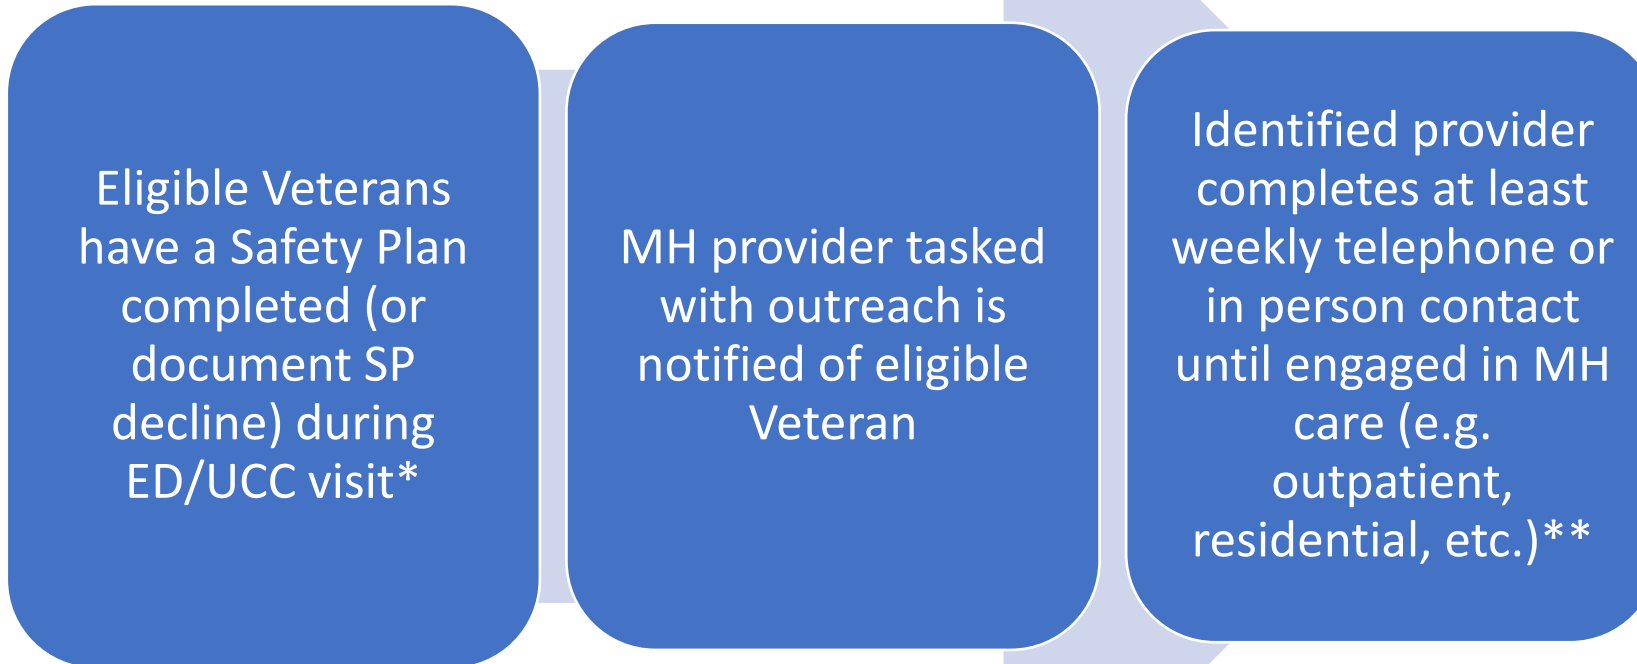 Eligible Veterans
have a Safety Plan
completed (or
document SP
decline) during
ED/UCC visit*
MH provider tasked
with outreach is
notified of eligible
Veteran
Identified provider
completes at least
weekly telephone or
in person contact
until engaged in MH
care (e.g.
outpatient,
residential, etc.)**